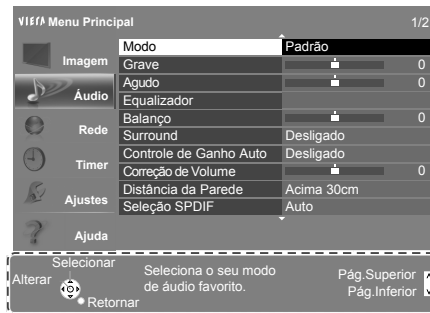 VIErA Menu Principal 1/2
Imagem
Áudio
Rede
Timer
Ajustes
Ajuda
Modo Padrão
Grave 0
Agudo 0
Equalizador
Balanço 0
Surround Desligado
Controle de Ganho Auto Desligado
Correção de Volume 0
Distância da Parede Acima 30cm
Seleção SPDIF Auto
Selecionar
Alterar
Retornar
Seleciona o seu modo
de áudio favorito.
Pág.Superior
Pág.Inferior